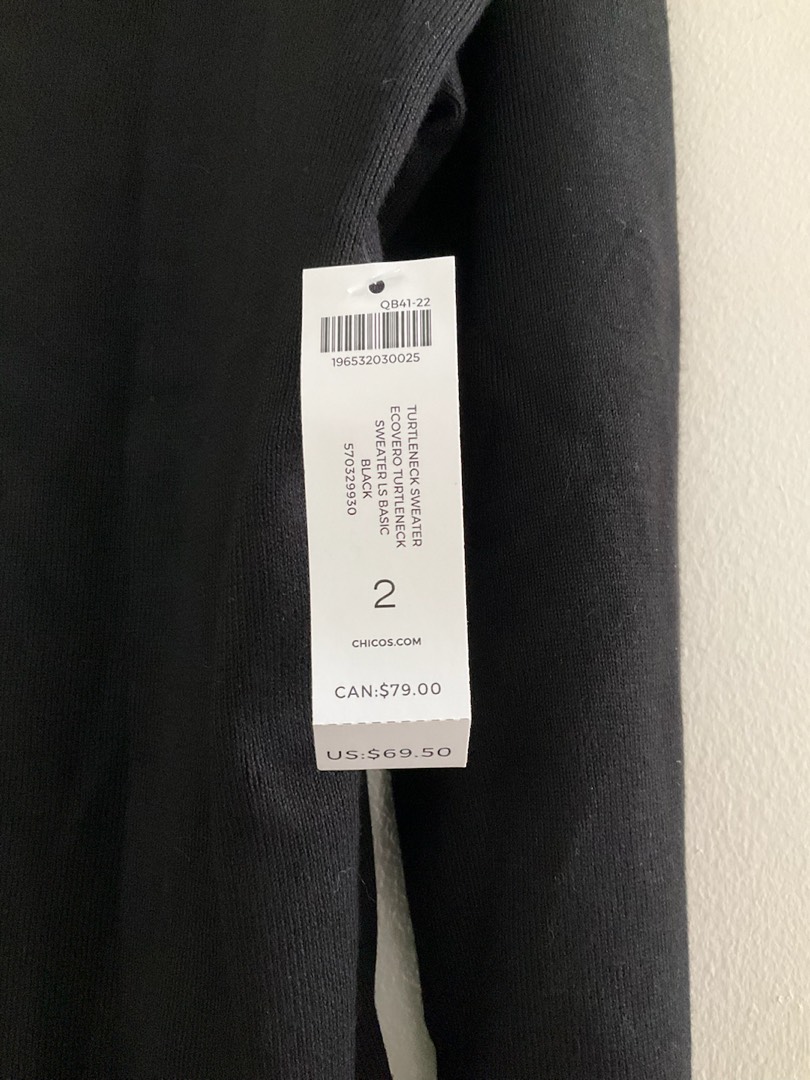 QB41-22
196532030025
TURTLENECK SWEATER
ECOVERO TURTLENECK
SWEATER LS BASIC
BLACK
570329930
2
CHICOS.COM
CAN:$79.00
US:$69.50